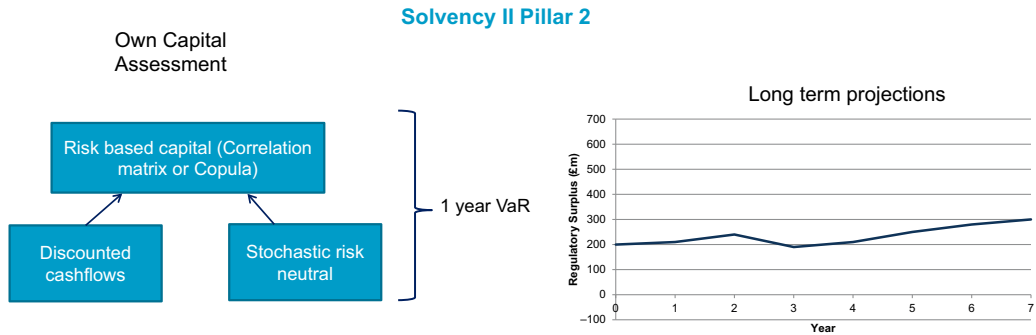 Solvency II Pillar 2
Own Capital
Assessment
Risk based capital (Correlation
matrix or Copula)
Discounted
cashflows
Stochastic risk
neutral
1 year VaR
Long term projections
Regulatory Surplus (£m)
700
600
500
400
300
200
100
0
–100
0 1 2 3 4 5 6 7
Year